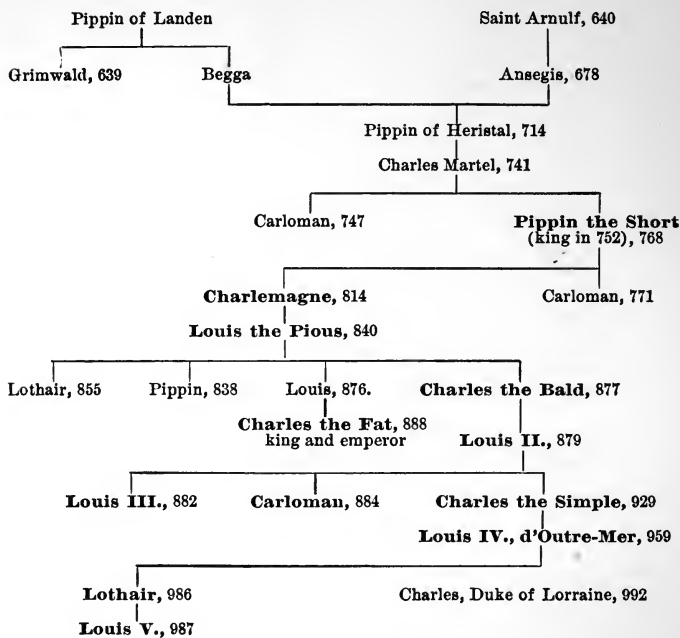 Pippin of Landen
Saint Arnulf, 640
Grimwald, 639
Begga
Ansegis, 678
Pippin of Heristal, 714
Charles Martel, 741
Carloman, 747
Pippin the Short
(king in 752), 768
Charlemagne, 814
Carloman, 771
Louis the Pious, 840
Lothair, 855
Pippin, 838
Louis, 876.
Charles the Bald, 877
Charles the Fat, 888
king and emperor
Louis II., 879
Louis III., 882
Carloman, 884
Charles the Simple, 929
Louis IV., d'Outre-Mer, 959
Lothair, 986
Charles, Duke of Lorraine, 992
Louis V., 987